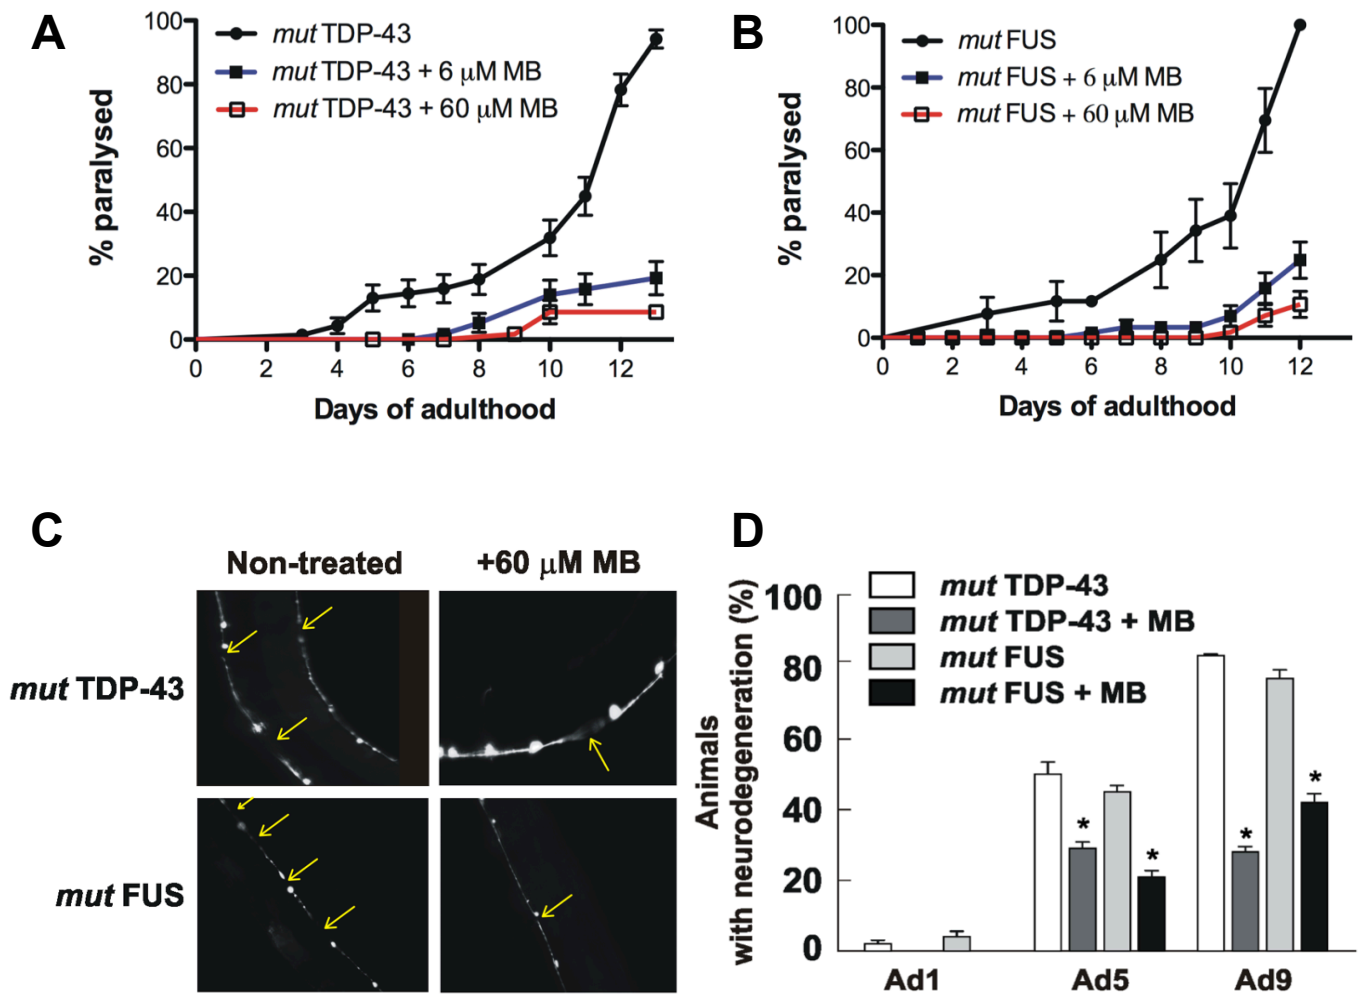 A
100
80
60
40
20
0
% paralysed
mut TDP-43
mut TDP-43 + 6 μM MB
mut TDP-43 + 60 μM MB
0 2 4 6 8 10 12
Days of adulthood
B
100
80
60
40
20
0
% paralysed
mut FUS
mut FUS + 6 μM MB
mut FUS + 60 μM MB
0 2 4 6 8 10 12
Days of adulthood
C
Non-treated +60 μM MB
mut TDP-43
mut FUS
D
Animals
with neurodegeneration (%)
100
80
60
40
20
0
mut TDP-43
mut TDP-43 + MB
mut FUS
mut FUS + MB
* * * *
Ad1 Ad5 Ad9